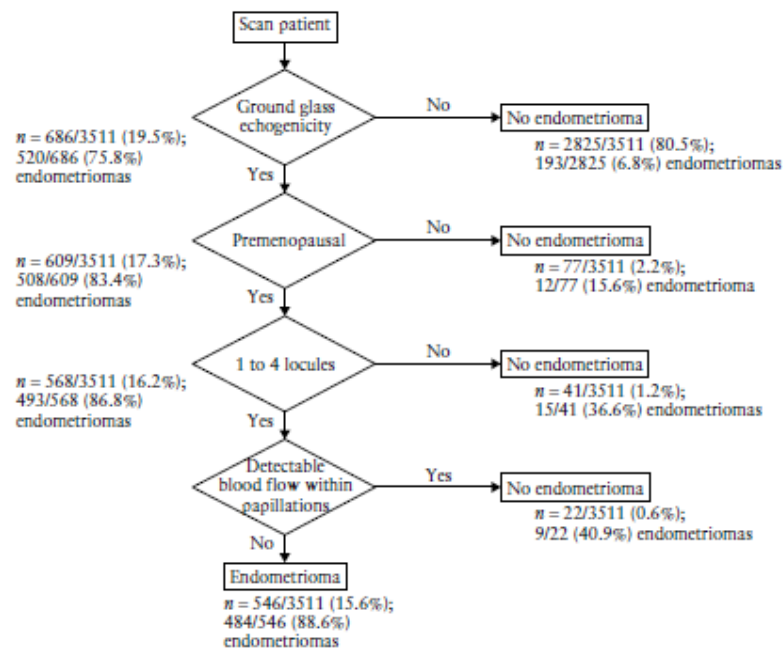 Scan patient
Ground glass
echogenicity
No
No endometrioma
n = 2825/3511 (80.5%);
193/2825 (6.8%) endometriomas
n = 686/3511 (19.5%);
520/686 (75.8%)
endometriomas
Yes
Premenopausal
No
No endometrioma
n = 77/3511 (2.2%);
12/77 (15.6%) endometrioma
n = 609/3511 (17.3%);
508/609 (83.4%)
endometriomas
Yes
1 to 4 locules
No
No endometrioma
n = 41/3511 (1.2%);
15/41 (36.6%) endometriomas
n = 568/3511 (16.2%);
493/568 (86.8%)
endometriomas
Yes
Detectable
blood flow within
papillations
Yes
No endometrioma
n = 22/3511 (0.6%);
9/22 (40.9%) endometriomas
No
Endometrioma
n = 546/3511 (15.6%);
484/546 (88.6%)
endometriomas